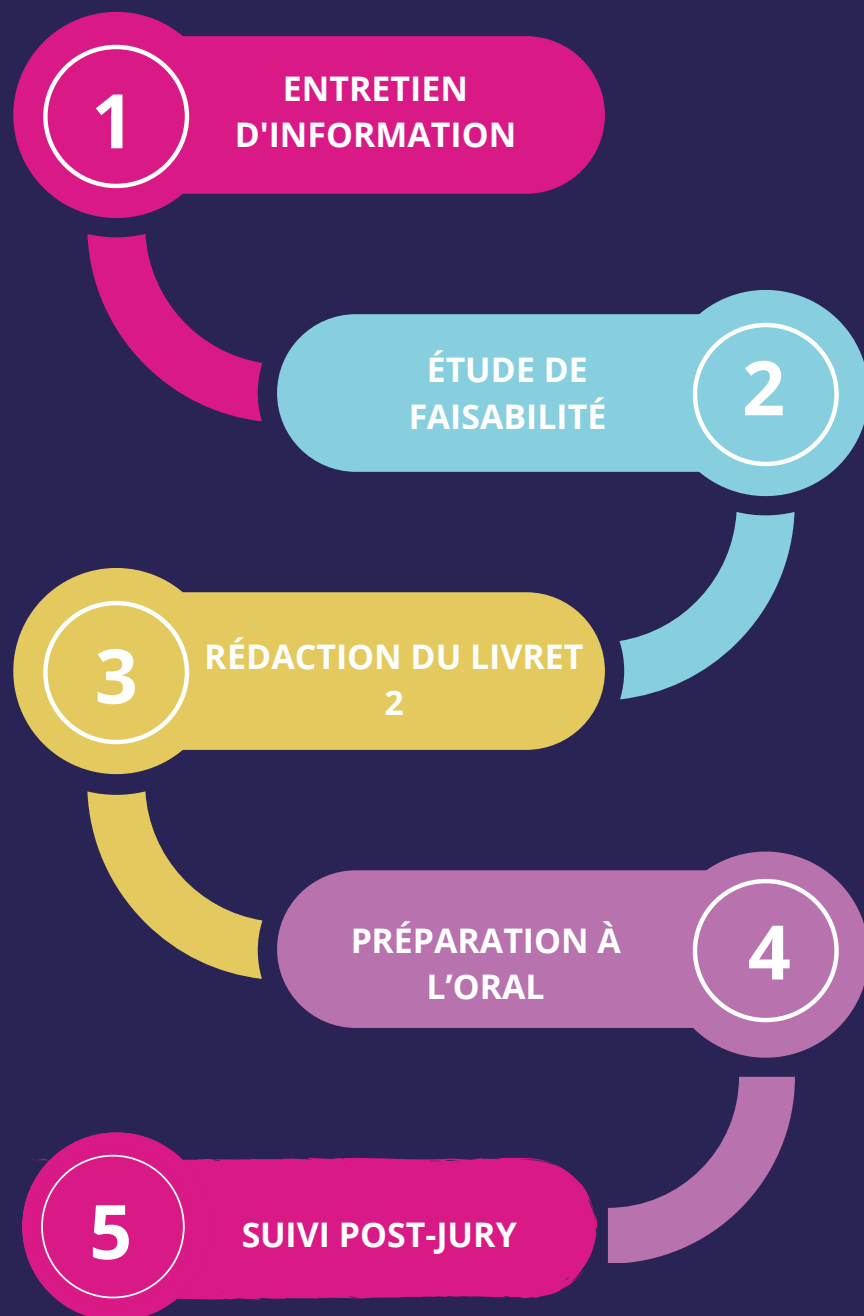 1
ENTRETIEN
D'INFORMATION
ÉTUDE DE
FAISABILITÉ
2
3
RÉDACTION DU LIVRET
2
PRÉPARATION À
L’ORAL
4
5
SUIVI POST-JURY